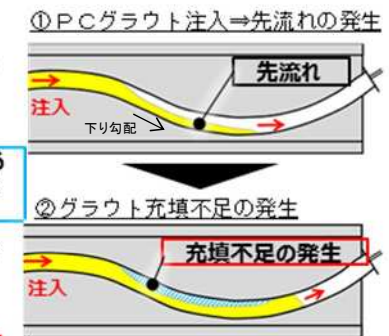 ①ＰＣグラウト注入⇒先流れの発生
先流れ
注入
下り勾配
②グラウト充填不足の発生
充填不足の発生
注入